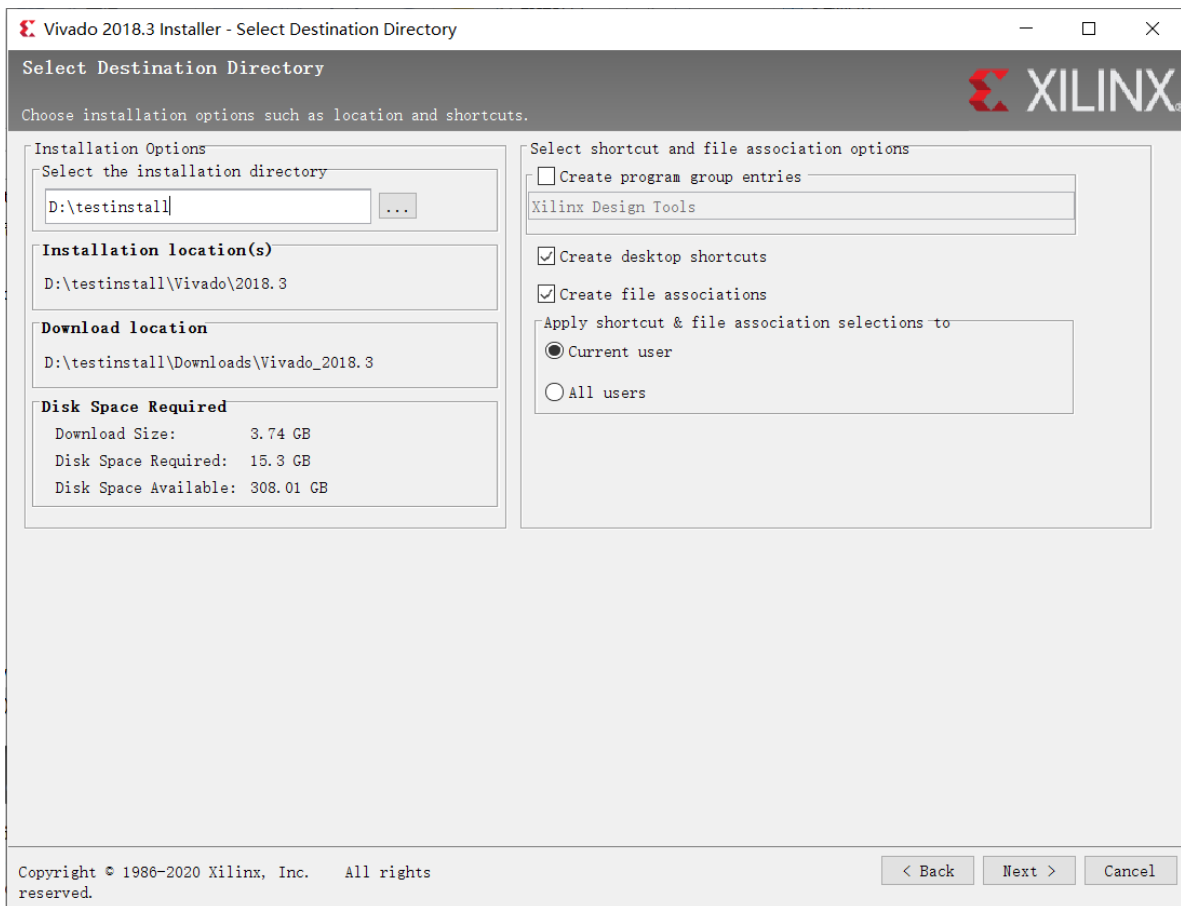 Vivado 2018.3 Installer - Select Destination Directory
Select Destination Directory
XILINX
Choose installation options such as location and shortcuts.
Installation Options
Select the installation directory
D:\testinstall
...
Installation location(s)
D:\testinstall\Vivado\2018.3
Download location
D:\testinstall\Downloads\Vivado_2018.3
Disk Space Required
Download Size: 3.74 GB
Disk Space Required: 15.3 GB
Disk Space Available: 308.01 GB
Select shortcut and file association options
Create program group entries
Xilinx Design Tools
Create desktop shortcuts
Create file associations
Apply shortcut & file association selections to
Current user
All users
Copyright © 1986-2020 Xilinx, Inc. All rights
reserved.
< Back Next > Cancel